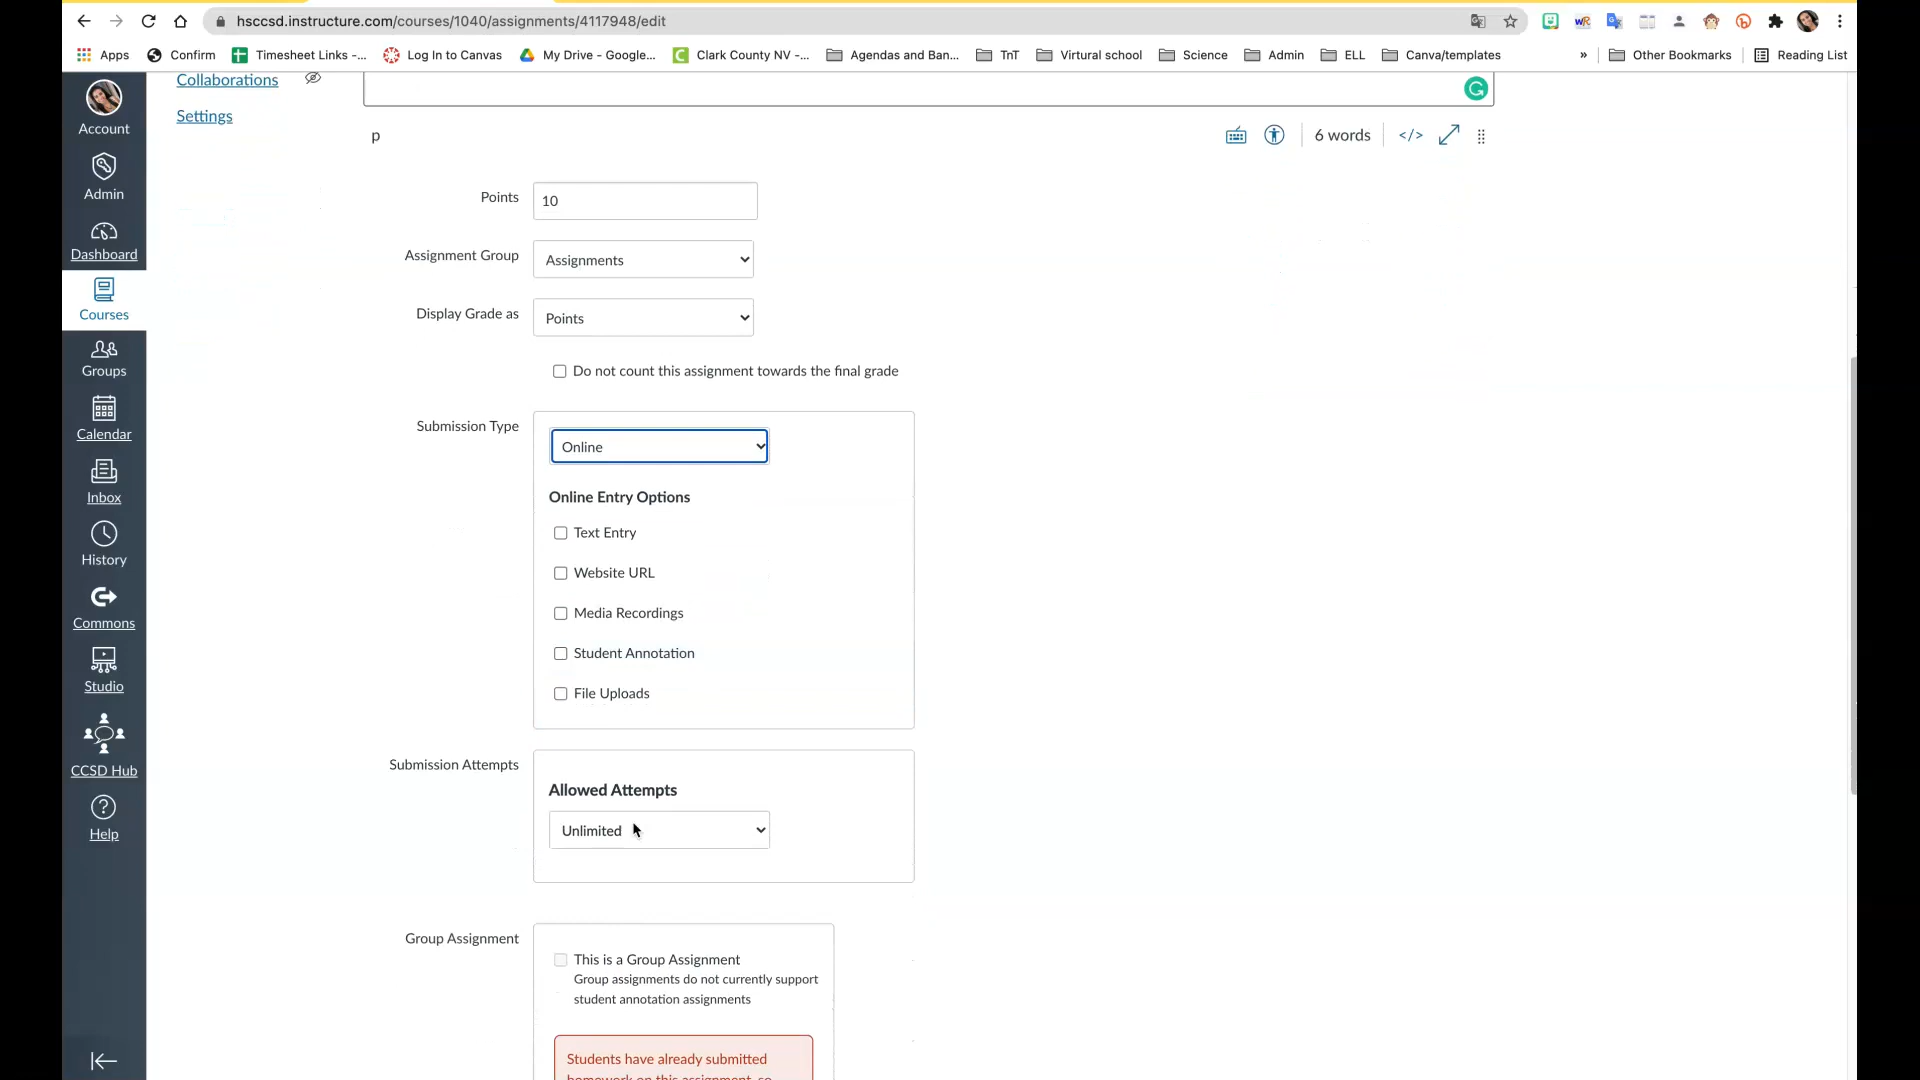 hsccsd.instructure.com/courses/1040/assignments/4117948/edit
Apps Confirm Timesheet Links -... Log In to Canvas My Drive - Google... Clark County NV -... Agendas and Ban... TnT Virtural school Science Admin ELL Canva/templates » Other Bookmarks Reading List
Collaborations
Settings
Account
Admin
Dashboard
Courses
Groups
Calendar
Inbox
History
Commons
Studio
CCSD Hub
Help
p 6 words </>
Points 10
Assignment Group Assignments
Display Grade as Points
Do not count this assignment towards the final grade
Submission Type Online
Online Entry Options
Text Entry
Website URL
Media Recordings
Student Annotation
File Uploads
Submission Attempts
Allowed Attempts
Unlimited
Group Assignment
This is a Group Assignment
Group assignments do not currently support
student annotation assignments
Students have already submitted
homework on this assignment, so